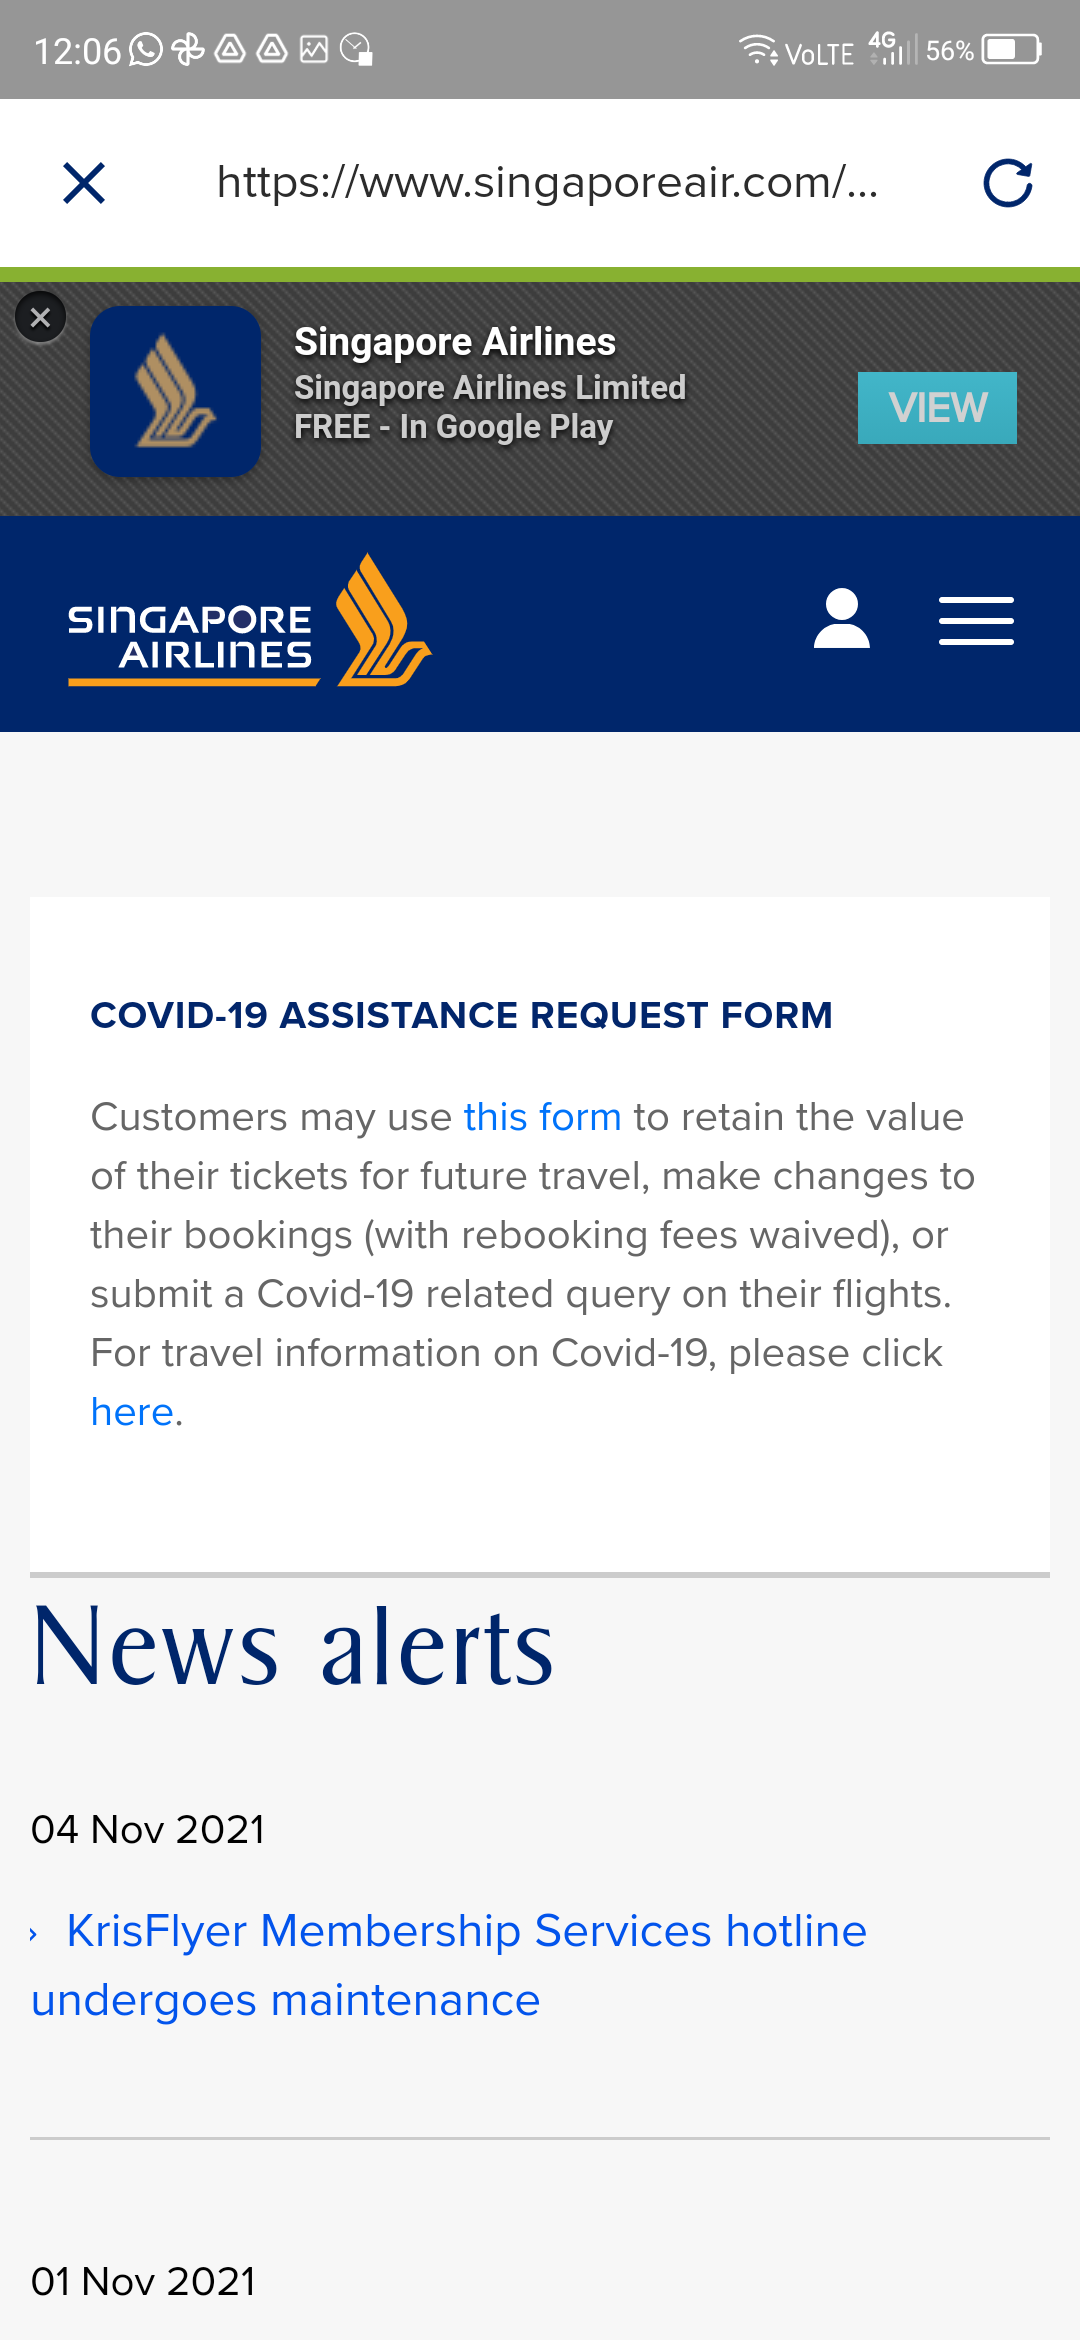 12:06
VoLTE 4G 56%
https://www.singaporeair.com/...
Singapore Airlines
Singapore Airlines Limited
FREE - In Google Play
VIEW
SINGAPORE
AIRLINES
COVID-19 ASSISTANCE REQUEST FORM
Customers may use this form to retain the value
of their tickets for future travel, make changes to
their bookings (with rebooking fees waived), or
submit a Covid-19 related query on their flights.
For travel information on Covid-19, please click
here.
News alerts
04 Nov 2021
› KrisFlyer Membership Services hotline
undergoes maintenance
01 Nov 2021